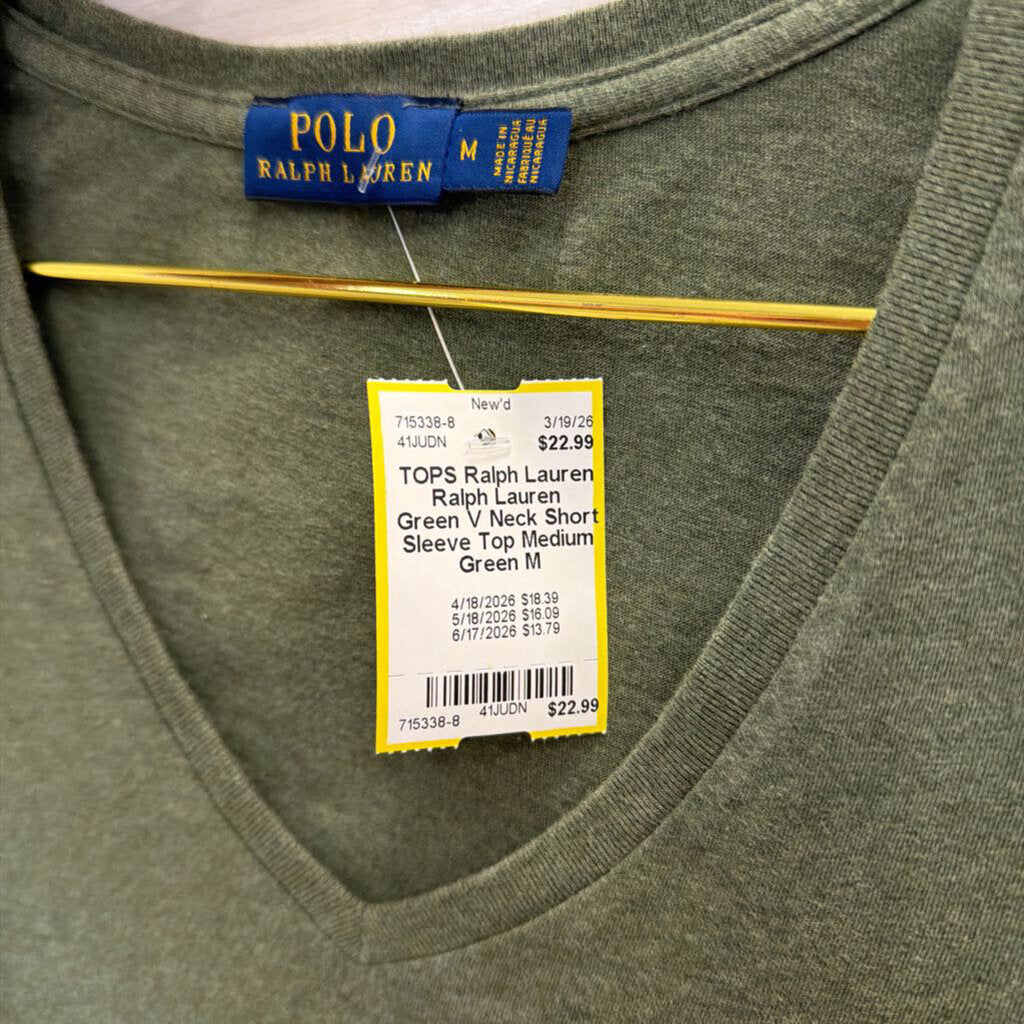 POLO
RALPH LAUREN
M
MADE IN
NICARAGUA
FABRIQUÉ AU
NICARAGUA
New'd
715338-8 3/19/26
41JUDN $22.99
TOPS Ralph Lauren
Ralph Lauren
Green V Neck Short
Sleeve Top Medium
Green M
4/18/2026 $18.39
5/18/2026 $16.09
6/17/2026 $13.79
715338-8 41JUDN $22.99